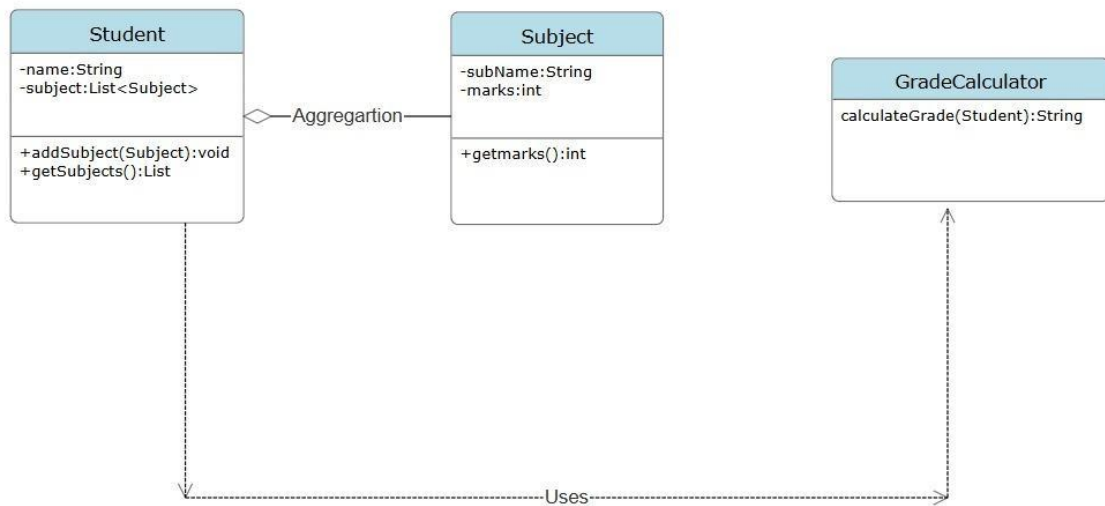 Student
-name:String
-subject:List<Subject>
+addSubject(Subject):void
+getSubjects():List
Aggregartion
Subject
-subName:String
-marks:int
+getmarks():int
GradeCalculator
calculateGrade(Student):String
Uses